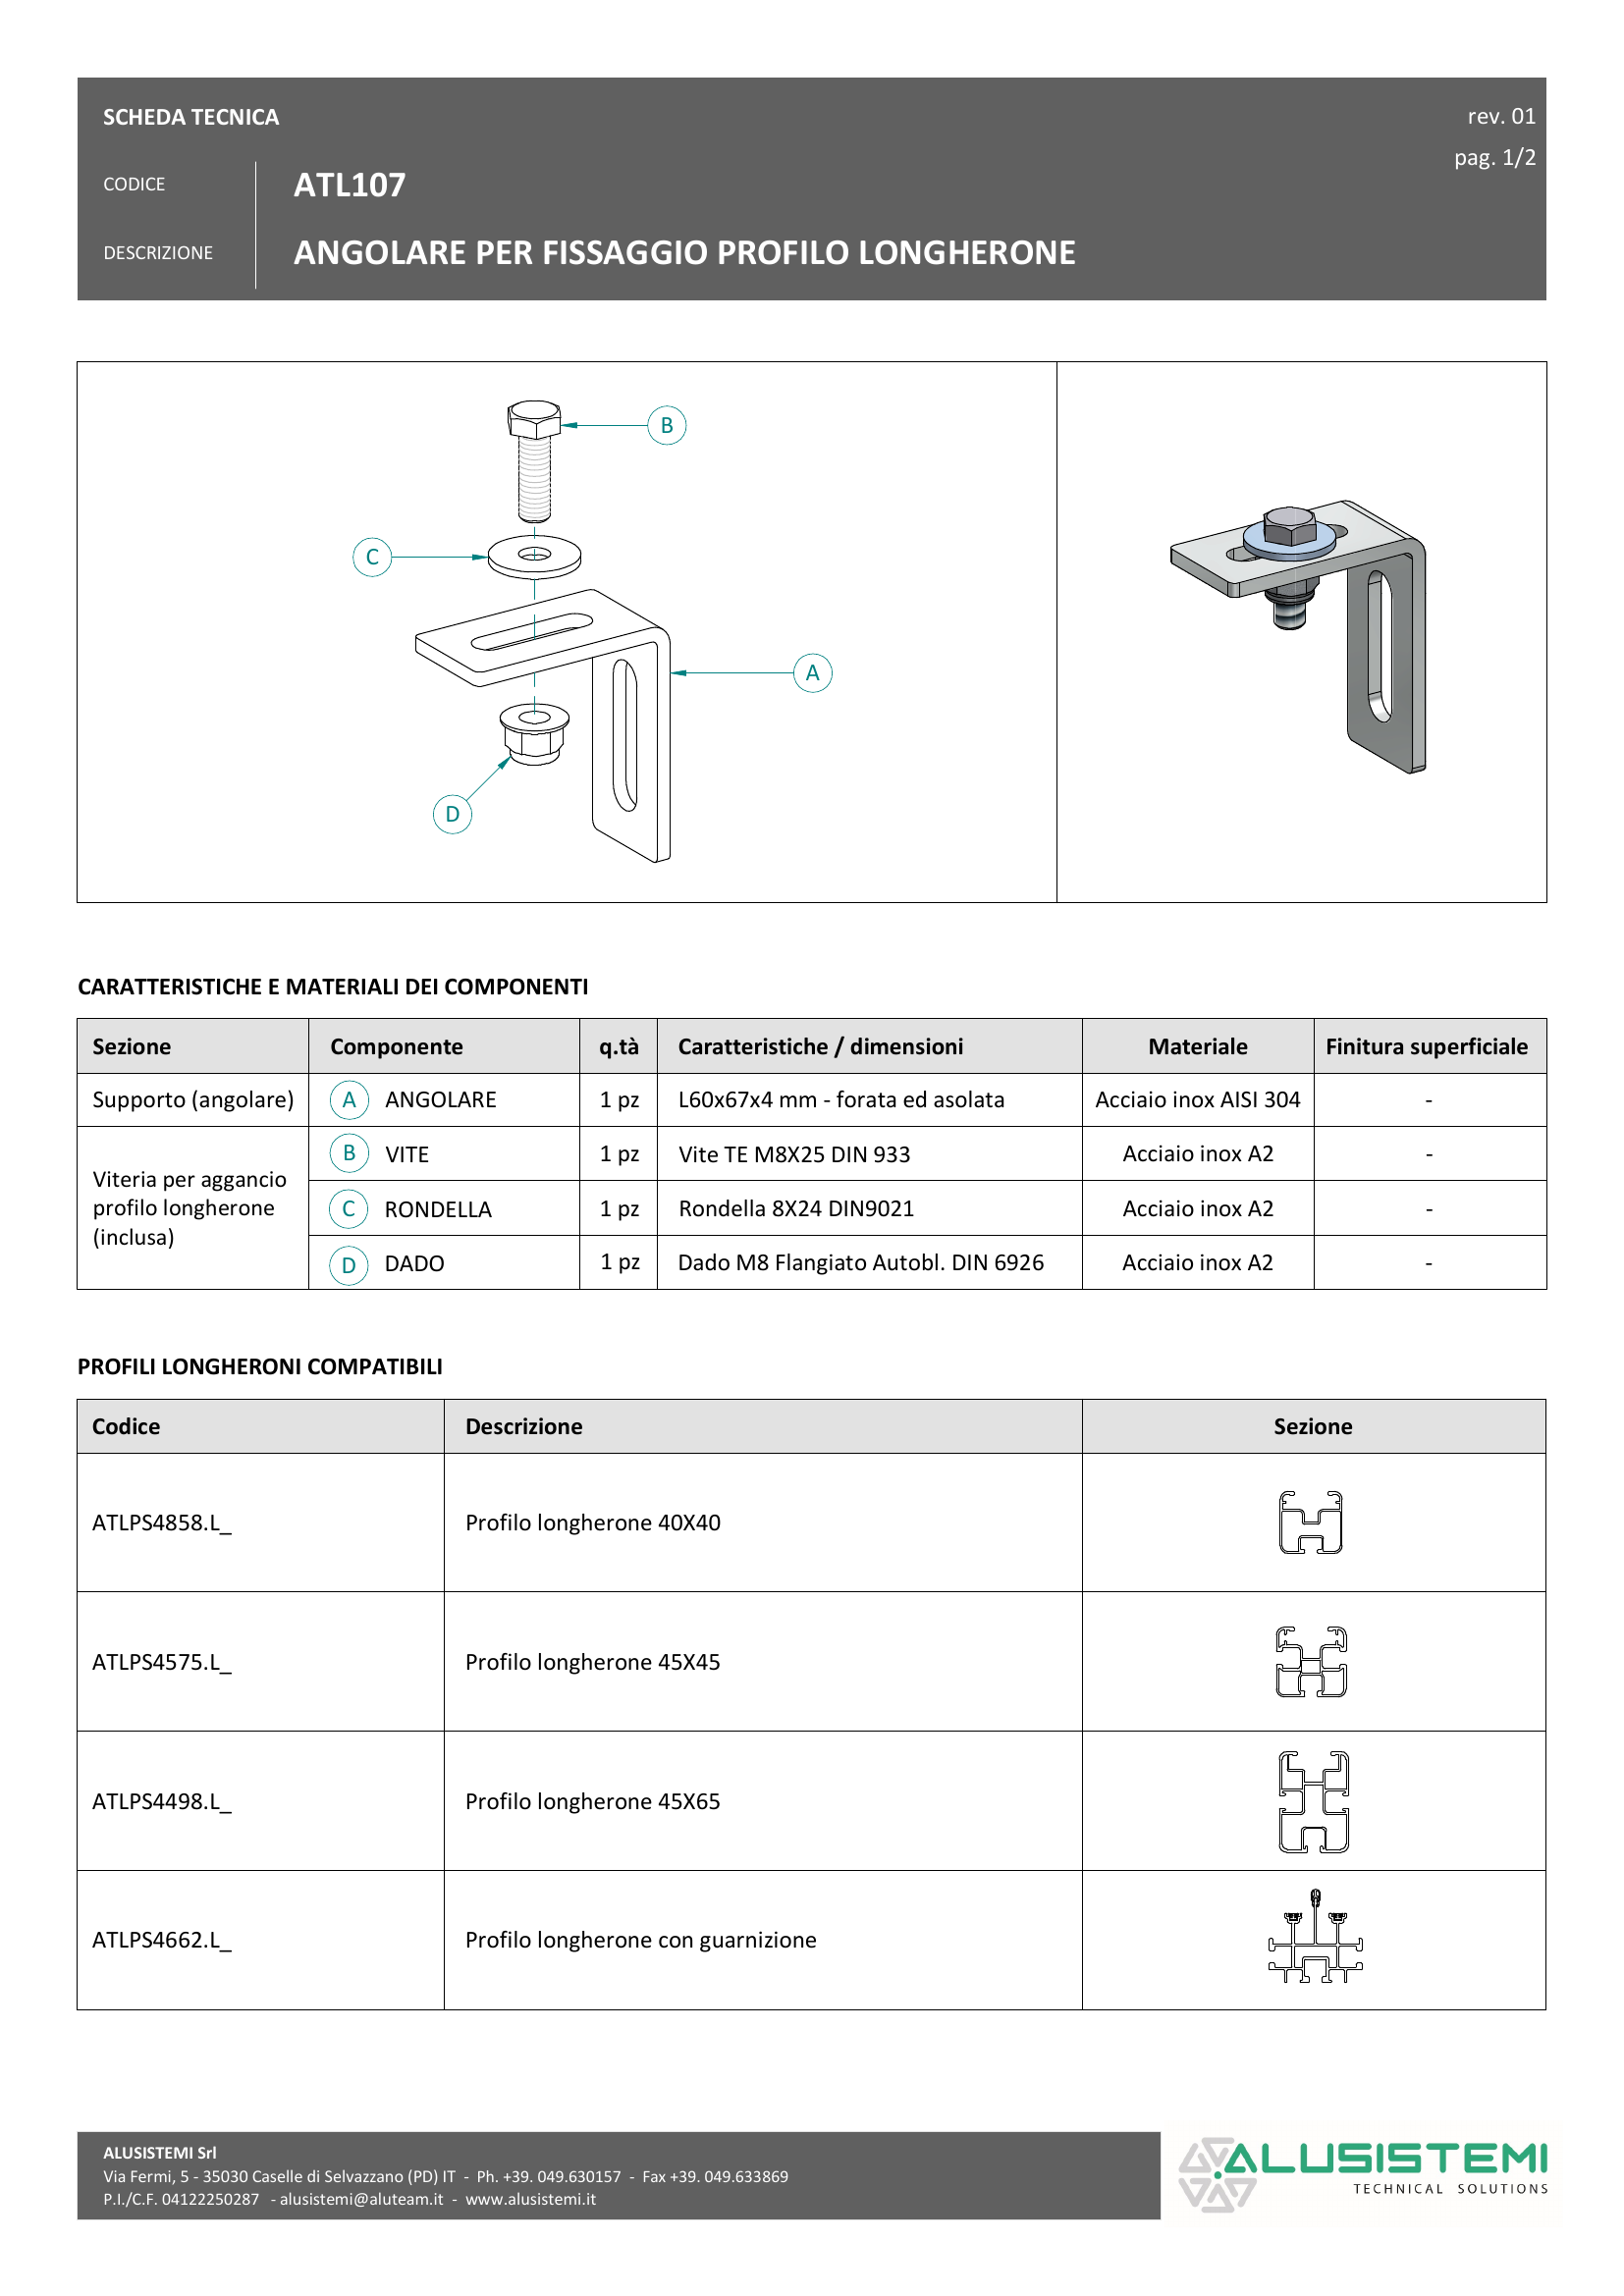 SCHEDA TECNICA
rev. 01
pag. 1/2
CODICE
ATL107
DESCRIZIONE
ANGOLARE PER FISSAGGIO PROFILO LONGHERONE
B
C
A
D
CARATTERISTICHE E MATERIALI DEI COMPONENTI
Sezione Componente q.tà Caratteristiche / dimensioni Materiale Finitura superficiale
Supporto (angolare) A ANGOLARE 1 pz L60x67x4 mm - forata ed asolata Acciaio inox AISI 304 -
Viteria per aggancio
profilo longherone
(inclusa)
B VITE 1 pz Vite TE M8X25 DIN 933 Acciaio inox A2 -
C RONDELLA 1 pz Rondella 8X24 DIN9021 Acciaio inox A2 -
D DADO 1 pz Dado M8 Flangiato Autobl. DIN 6926 Acciaio inox A2 -
PROFILI LONGHERONI COMPATIBILI
Codice Descrizione Sezione
ATLPS4858.L_ Profilo longherone 40X40
ATLPS4575.L_ Profilo longherone 45X45
ATLPS4498.L_ Profilo longherone 45X65
ATLPS4662.L_ Profilo longherone con guarnizione
ALUSISTEMI Srl
Via Fermi, 5 - 35030 Caselle di Selvazzano (PD) IT - Ph. +39. 049.630157 - Fax +39. 049.633869
P.I./C.F. 04122250287 - alusistemi@aluteam.it - www.alusistemi.it
ALUSISTEMI
TECHNICAL SOLUTIONS